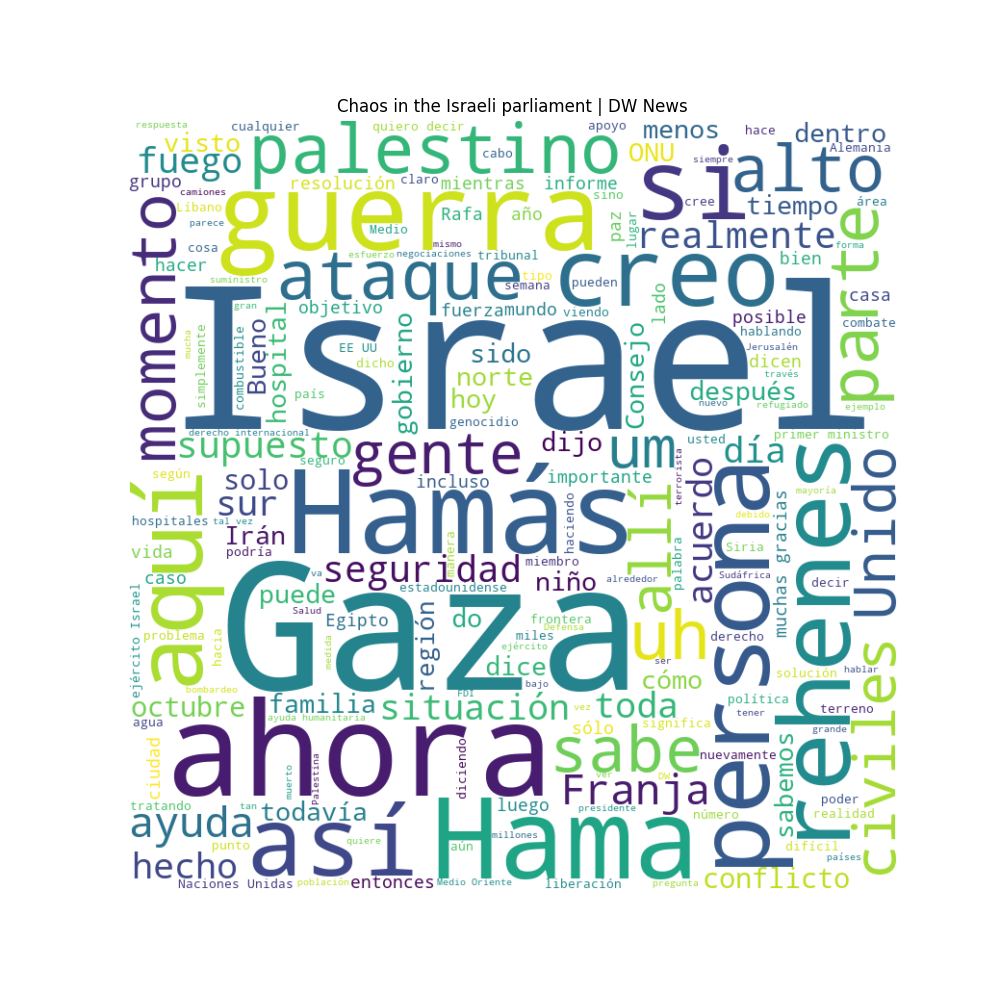 Chaos in the Israeli parliament | DW News
respuesta
cualquier
quiero decir
apoyo
menos
hace
dentro
visto
palestino
cabo
ONU
siempre
Alemania
fuego
si
alto
grupo
camiones
resolución
claro
mientras
informe
sino
cree
tiempo
área
momento
Líbano
guerra
Rafa
año
paz
lugar
realmente
parte
forma
parece
Medio
mismo
cosa
esfuerzo
negociaciones
tribunal
creo
bien
hacer
suministro
ataque
tipo
semana
pueden
lado
casa
gran
objetivo
fuerza
mundo
viendo
posible
combate
mucha
simplemente
combustible
Bueno
hospital
Israel
EE UU
gobierno
sido
Consejo
hablando
Jerusalén
dicho
norte
dicen
través
país
hoy
después
nuevo
refugiado
ejemplo
genocidio
derecho internacional
supuesto
gente
dijo
um
usted
primer ministro
día
seguro
aquí
según
solo
incluso
importante
allí
terrorista
acuerdo
persona
rehenes
mayoría
Unido
sur
Hamás
haciendo
debido
muchas gracias
hospitales
tal vez
Irán
podría
manera
miembro
palabra
Siria
vida
va
seguridad
niño
alrededor
Sudáfrica
decir
caso
estadounidense
puede
Salud
Gaza
región
do
frontera
Defensa
uh
derecho
ejército Israel
problema
hacia
Egipto
miles
ejército
medida
dice
ser
solución
hablar
civiles
bombardeo
FDI
bajo
cómo
octubre
familia
situación
vez
toda
política
terreno
tener
ayuda humanitaria
agua
ahora
sólo
significa
grande
ciudad
muerto
Palestina
diciendo
sabe
ver
DW
nuevamente
sabemos
Franja
poder
tratando
tan
todavía
luego
presidente
número
realidad
ayuda
así
Hama
millones
punto
quiere
aún
difícil
países
hecho
Naciones Unidas
población
entonces
Medio Oriente
liberación
pregunta
conflicto